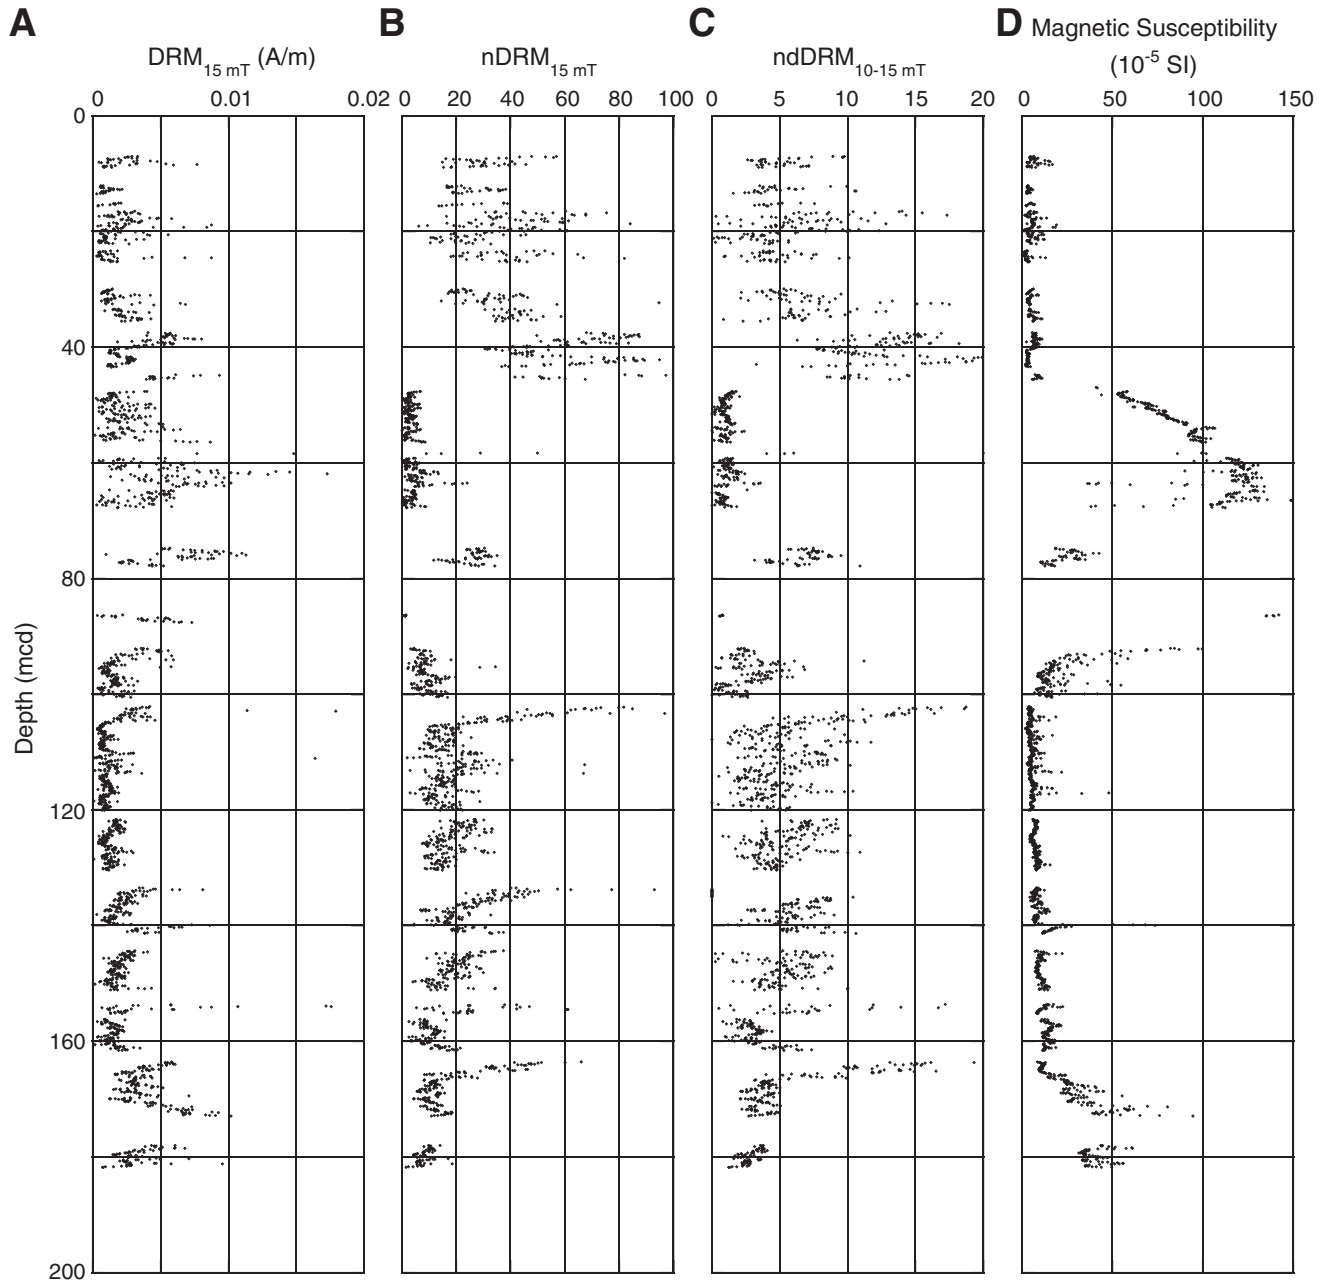 A
B
C
D
DRM15 mT (A/m)
nDRM15 mT
ndDRM10-15 mT
Magnetic Susceptibility
(10-5 SI)
0 0.01 0.02
0 20 40 60 80 100
0 5 10 15 20
0 50 100 150
Depth (mcd)
0
40
80
120
160
200